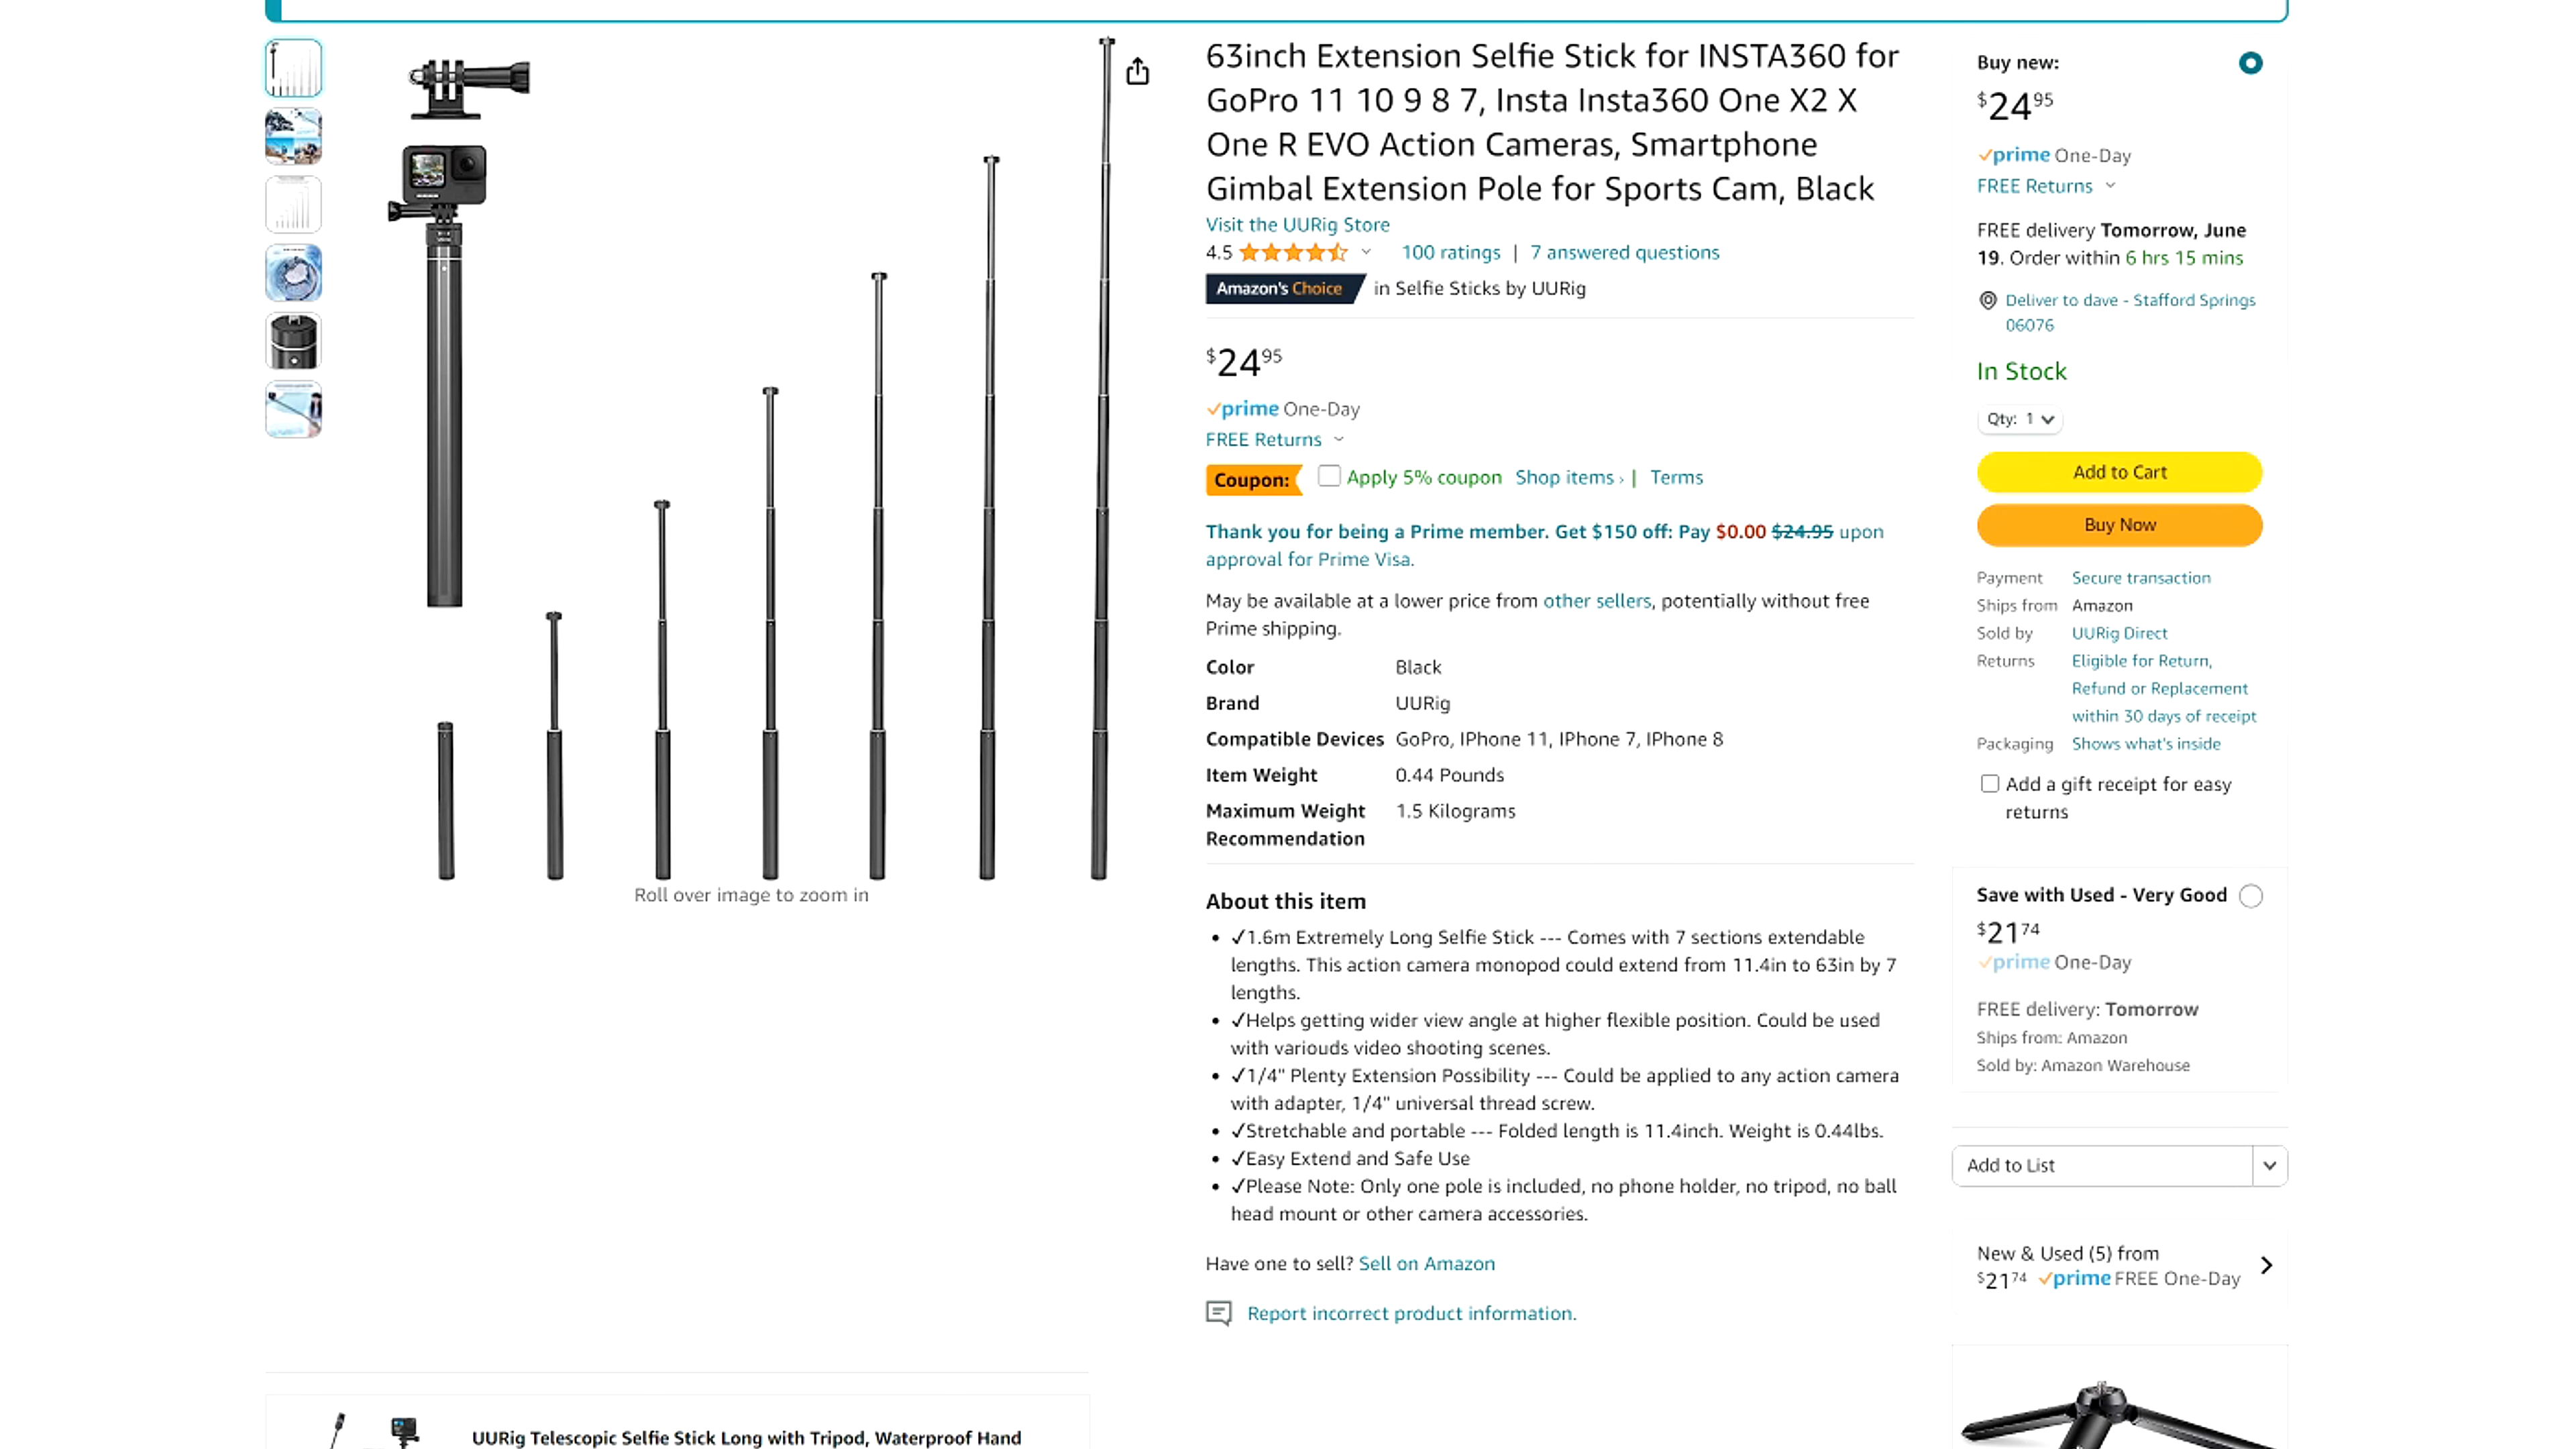 63inch Extension Selfie Stick for INSTA360 for
GoPro 11 10 9 8 7, Insta Insta360 One X2 X
One R EVO Action Cameras, Smartphone
Gimbal Extension Pole for Sports Cam, Black
Visit the UURig Store
4.5 100 ratings | 7 answered questions
Amazon's Choice in Selfie Sticks by UURig
$24 95
prime One-Day
FREE Returns
Coupon: Apply 5% coupon Shop items › | Terms
Thank you for being a Prime member. Get $150 off: Pay $0.00 $24.95 upon
approval for Prime Visa.
May be available at a lower price from other sellers, potentially without free
Prime shipping.
Color Black
Brand UURig
Compatible Devices GoPro, IPhone 11, IPhone 7, IPhone 8
Item Weight 0.44 Pounds
Maximum Weight 1.5 Kilograms
Recommendation
About this item
• ✓1.6m Extremely Long Selfie Stick --- Comes with 7 sections extendable
lengths. This action camera monopod could extend from 11.4in to 63in by 7
lengths.
• ✓Helps getting wider view angle at higher flexible position. Could be used
with variouds video shooting scenes.
• ✓1/4" Plenty Extension Possibility --- Could be applied to any action camera
with adapter, 1/4" universal thread screw.
• ✓Stretchable and portable --- Folded length is 11.4inch. Weight is 0.44lbs.
• ✓Easy Extend and Safe Use
• ✓Please Note: Only one pole is included, no phone holder, no tripod, no ball
head mount or other camera accessories.
Have one to sell? Sell on Amazon
Report incorrect product information.
Roll over image to zoom in
UURig Telescopic Selfie Stick Long with Tripod, Waterproof Hand
Buy new:
$24 95
prime One-Day
FREE Returns
FREE delivery Tomorrow, June
19. Order within 6 hrs 15 mins
Deliver to dave - Stafford Springs
06076
In Stock
Qty: 1
Add to Cart
Buy Now
Payment Secure transaction
Ships from Amazon
Sold by UURig Direct
Returns Eligible for Return,
Refund or Replacement
within 30 days of receipt
Packaging Shows what's inside
Add a gift receipt for easy
returns
Save with Used - Very Good
$21 74
prime One-Day
FREE delivery: Tomorrow
Ships from: Amazon
Sold by: Amazon Warehouse
Add to List
New & Used (5) from
$21 74 prime FREE One-Day